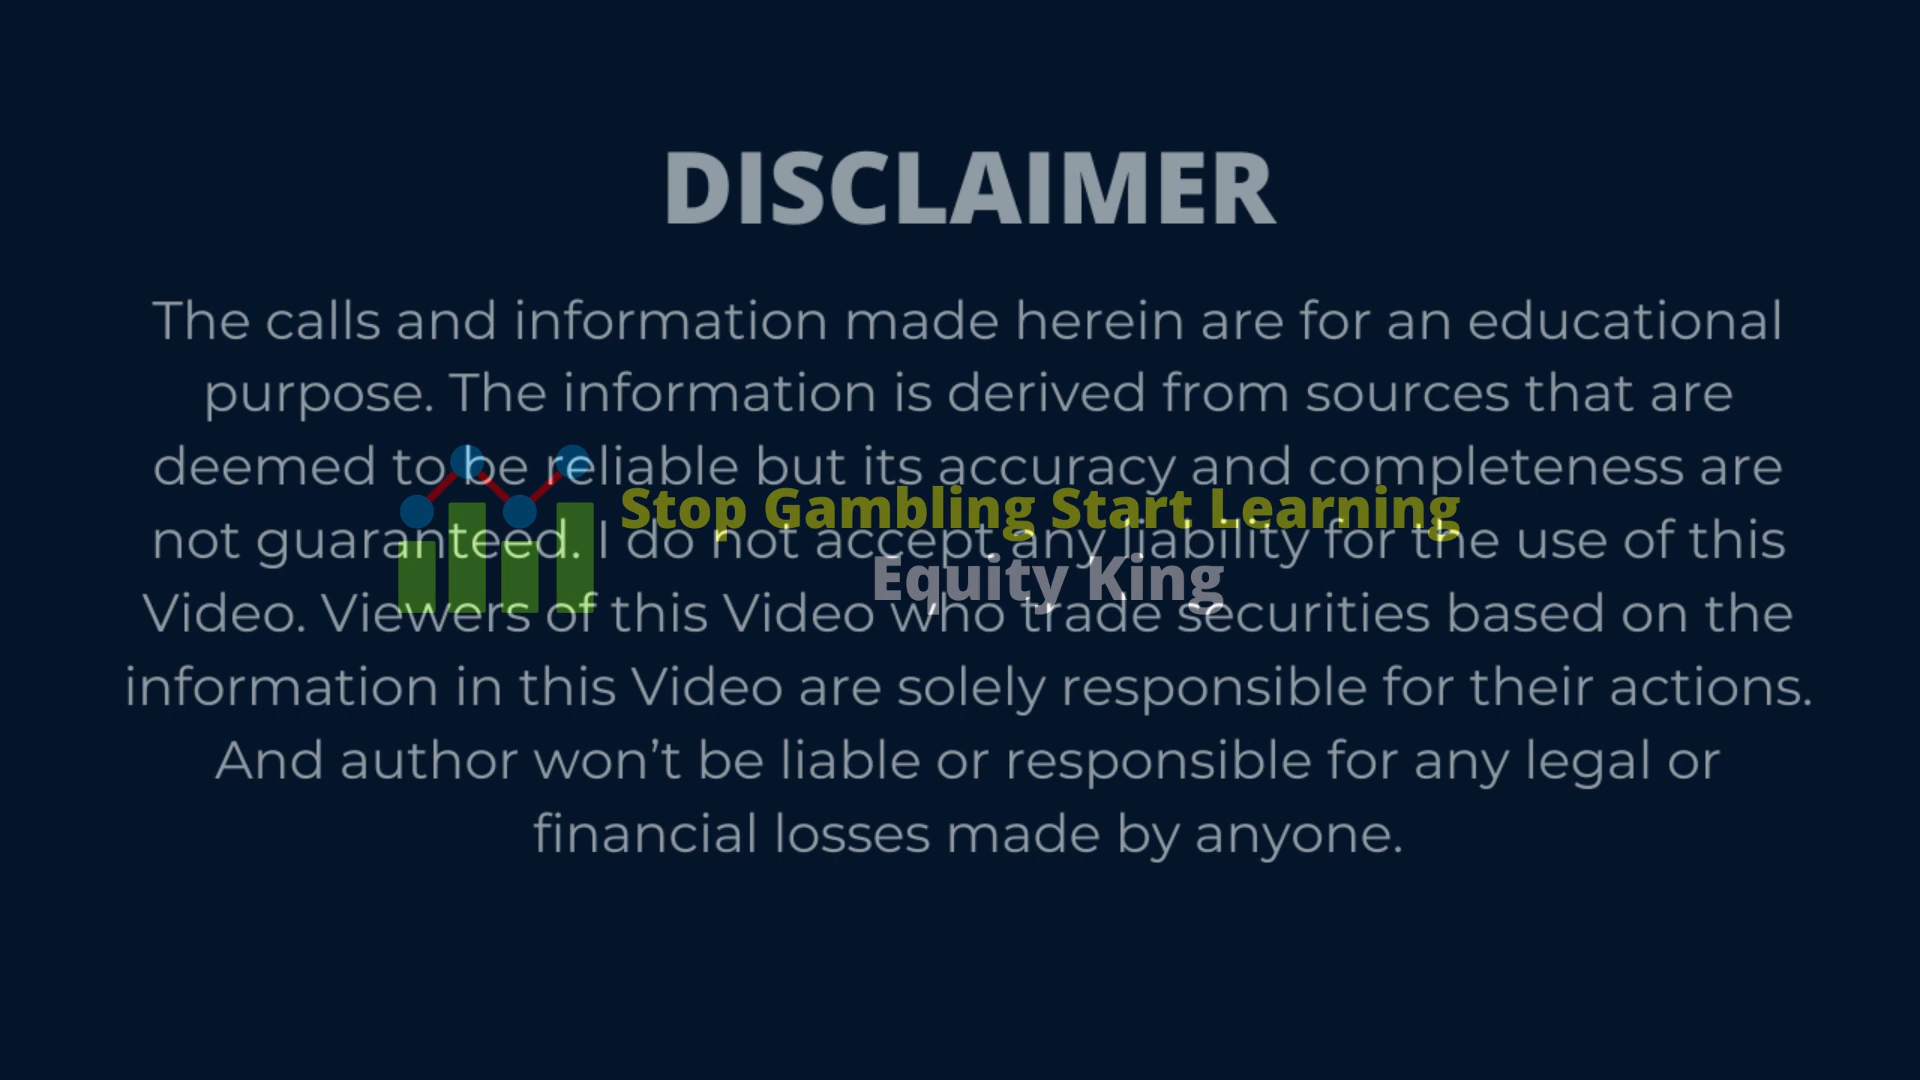 DISCLAIMER
The calls and information made herein are for an educational
purpose. The information is derived from sources that are
deemed to be reliable but its accuracy and completeness are
Stop Gambling Start Learning
not guaranteed. I do not accept any liability for the use of this
Equity King
Video. Viewers of this Video who trade securities based on the
information in this Video are solely responsible for their actions.
And author won’t be liable or responsible for any legal or
financial losses made by anyone.